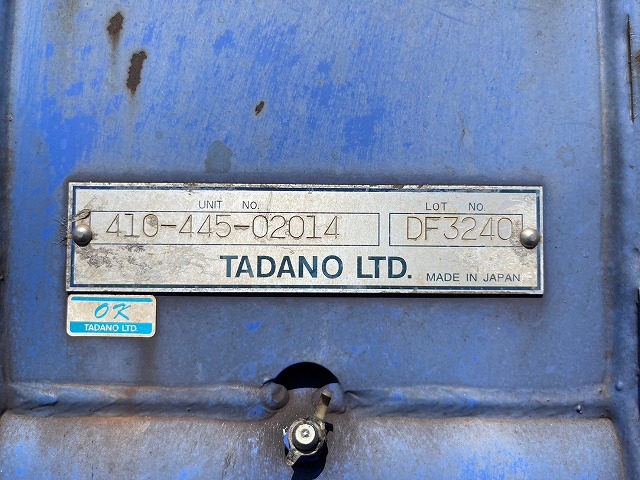 UNIT NO. LOT NO.
410-445-02014 DF3240
TADANO LTD. MADE IN JAPAN
OK
TADANO LTD.